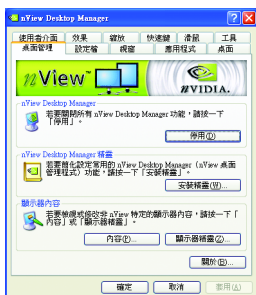 nView Desktop Manager
使用者介面 效果 縮放 快速鍵 滑鼠 工具
桌面管理 設定檔 視窗 應用程式 桌面
nView™
nVIDIA.
nView Desktop Manager
若要關閉所有 nView Desktop Manager 功能，請按一下
「停用」。
停用(D)
nView Desktop Manager 精靈
若要簡化設定常用的 nView Desktop Manager（nView 桌面
管理程式）功能，請按一下「安裝精靈」。
安裝精靈(W)...
顯示器內容
若要檢視或修改非 nView 特定的顯示器內容，請按一下「
內容」或「顯示器精靈」。
內容(P)...
顯示器精靈(Z)...
關於(B)...
確定
取消
套用(A)